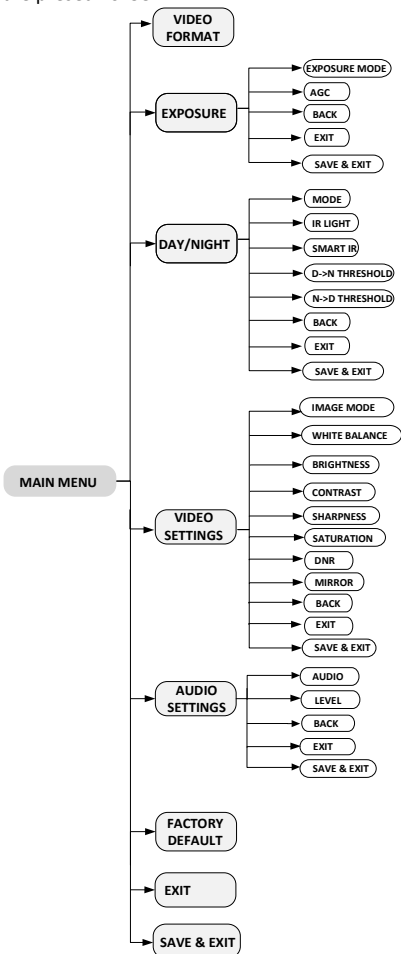 VIDEO
FORMAT
EXPOSURE
EXPOSURE MODE
AGC
BACK
EXIT
SAVE & EXIT
DAY/NIGHT
MODE
IR LIGHT
SMART IR
D->N THRESHOLD
N->D THRESHOLD
BACK
EXIT
SAVE & EXIT
MAIN MENU
VIDEO
SETTINGS
IMAGE MODE
WHITE BALANCE
BRIGHTNESS
CONTRAST
SHARPNESS
SATURATION
DNR
MIRROR
BACK
EXIT
SAVE & EXIT
AUDIO
SETTINGS
AUDIO
LEVEL
BACK
EXIT
SAVE & EXIT
FACTORY
DEFAULT
EXIT
SAVE & EXIT